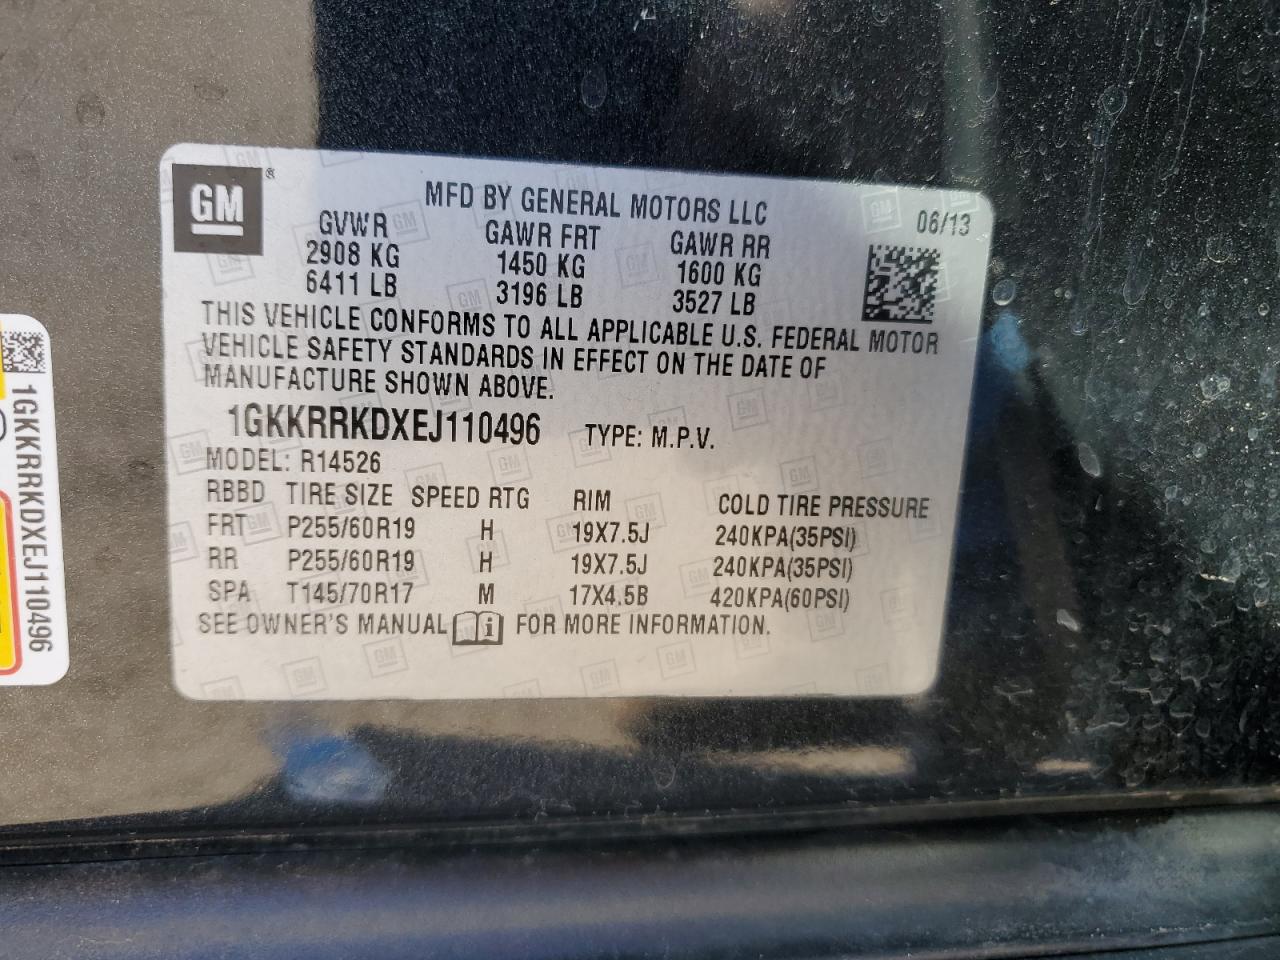 GM ®
MFD BY GENERAL MOTORS LLC 06/13
GVWR GAWR FRT GAWR RR
2908 KG 1450 KG 1600 KG
6411 LB 3196 LB 3527 LB
THIS VEHICLE CONFORMS TO ALL APPLICABLE U.S. FEDERAL MOTOR
VEHICLE SAFETY STANDARDS IN EFFECT ON THE DATE OF
MANUFACTURE SHOWN ABOVE.
1GKKRRKDXEJ110496 TYPE: M.P.V.
MODEL: R14526
RBBD TIRE SIZE SPEED RTG RIM COLD TIRE PRESSURE
FRT P255/60R19 H 19X7.5J 240KPA(35PSI)
RR P255/60R19 H 19X7.5J 240KPA(35PSI)
SPA T145/70R17 M 17X4.5B 420KPA(60PSI)
SEE OWNER'S MANUAL i FOR MORE INFORMATION.
1GKKRRKDXEJ110496